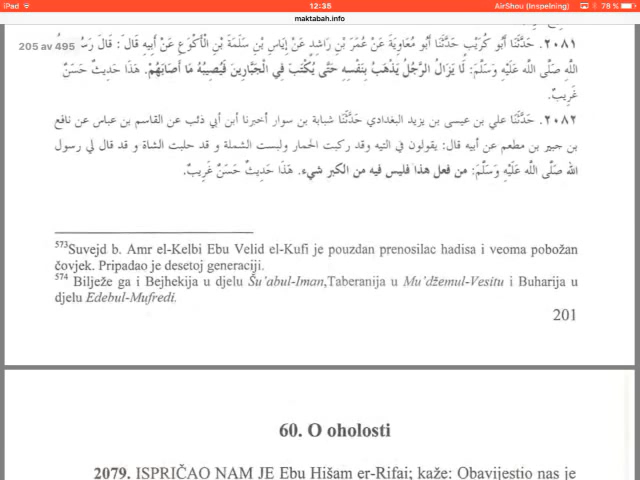 iPad 12:35 AirShou (Inspelning) 78 %
maktabah.info
205 av 495
٢٠٨١. حَدَّثَنَا أَبُو كُرَيْبٍ حَدَّثَنَا أَبُو مُعَاوِيَةَ عَنْ عُمَرَ بْنِ رَاشِدٍ عَنْ إِيَاسِ بْنِ سَلَمَةَ بْنِ الْأَكْوَعِ عَنْ أَبِيهِ قَالَ: قَالَ رَسُ
اللهِ صَلَّى اللَّه عَلَيْهِ وَسَلَّمَ: لَا يَزَالُ الرَّجُلُ يَذْهَبُ بِنَفْسِهِ حَتَّى يُكْتَبَ فِي الْجَبَّارِينَ فَيُصِيبُهُ مَا أَصَابَهُمْ. هَذَا حَدِيثٌ حَسَنٌ
غَرِيبٌ.
٢٠٨٢. حَدَّثَنَا علي بن عيسى بن يزيد البغدادي حَدَّثَنَا شبابة بن سوار أخبرنا ابن أبي ذئب عن القاسم بن عباس عن نافع
بن جبير بن مطعم عن أبيه قال: يقولون في التيه وقد ركبت الحمار ولبست الشملة و قد حلبت الشاة و قد قال لي رسول
الله صَلَّى اللَّه عَلَيْهِ وَسَلَّمَ: من فعل هذا فليس فيه من الكبر شيء. هَذَا حَدِيثٌ حَسَنٌ غَرِيبٌ.
573Suvejd b. Amr el-Kelbi Ebu Velid el-Kufi je pouzdan prenosilac hadisa i veoma pobožan
čovjek. Pripadao je desetoj generaciji.
574 Bilježe ga i Bejhekija u djelu Šu'abul-Iman,Taberanija u Mu'džemul-Vesitu i Buharija u
djelu Edebul-Mufredi.
201
60. O oholosti
2079. ISPRIČAO NAM JE Ebu Hišam er-Rifai; kaže: Obavijestio nas je